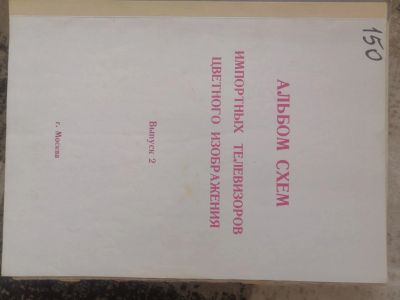 150
АЛЬБОМ СХЕМ
ИМПОРТНЫХ ТЕЛЕВИЗОРОВ
ЦВЕТНОГО ИЗОБРАЖЕНИЯ
Выпуск 2
г. Москва